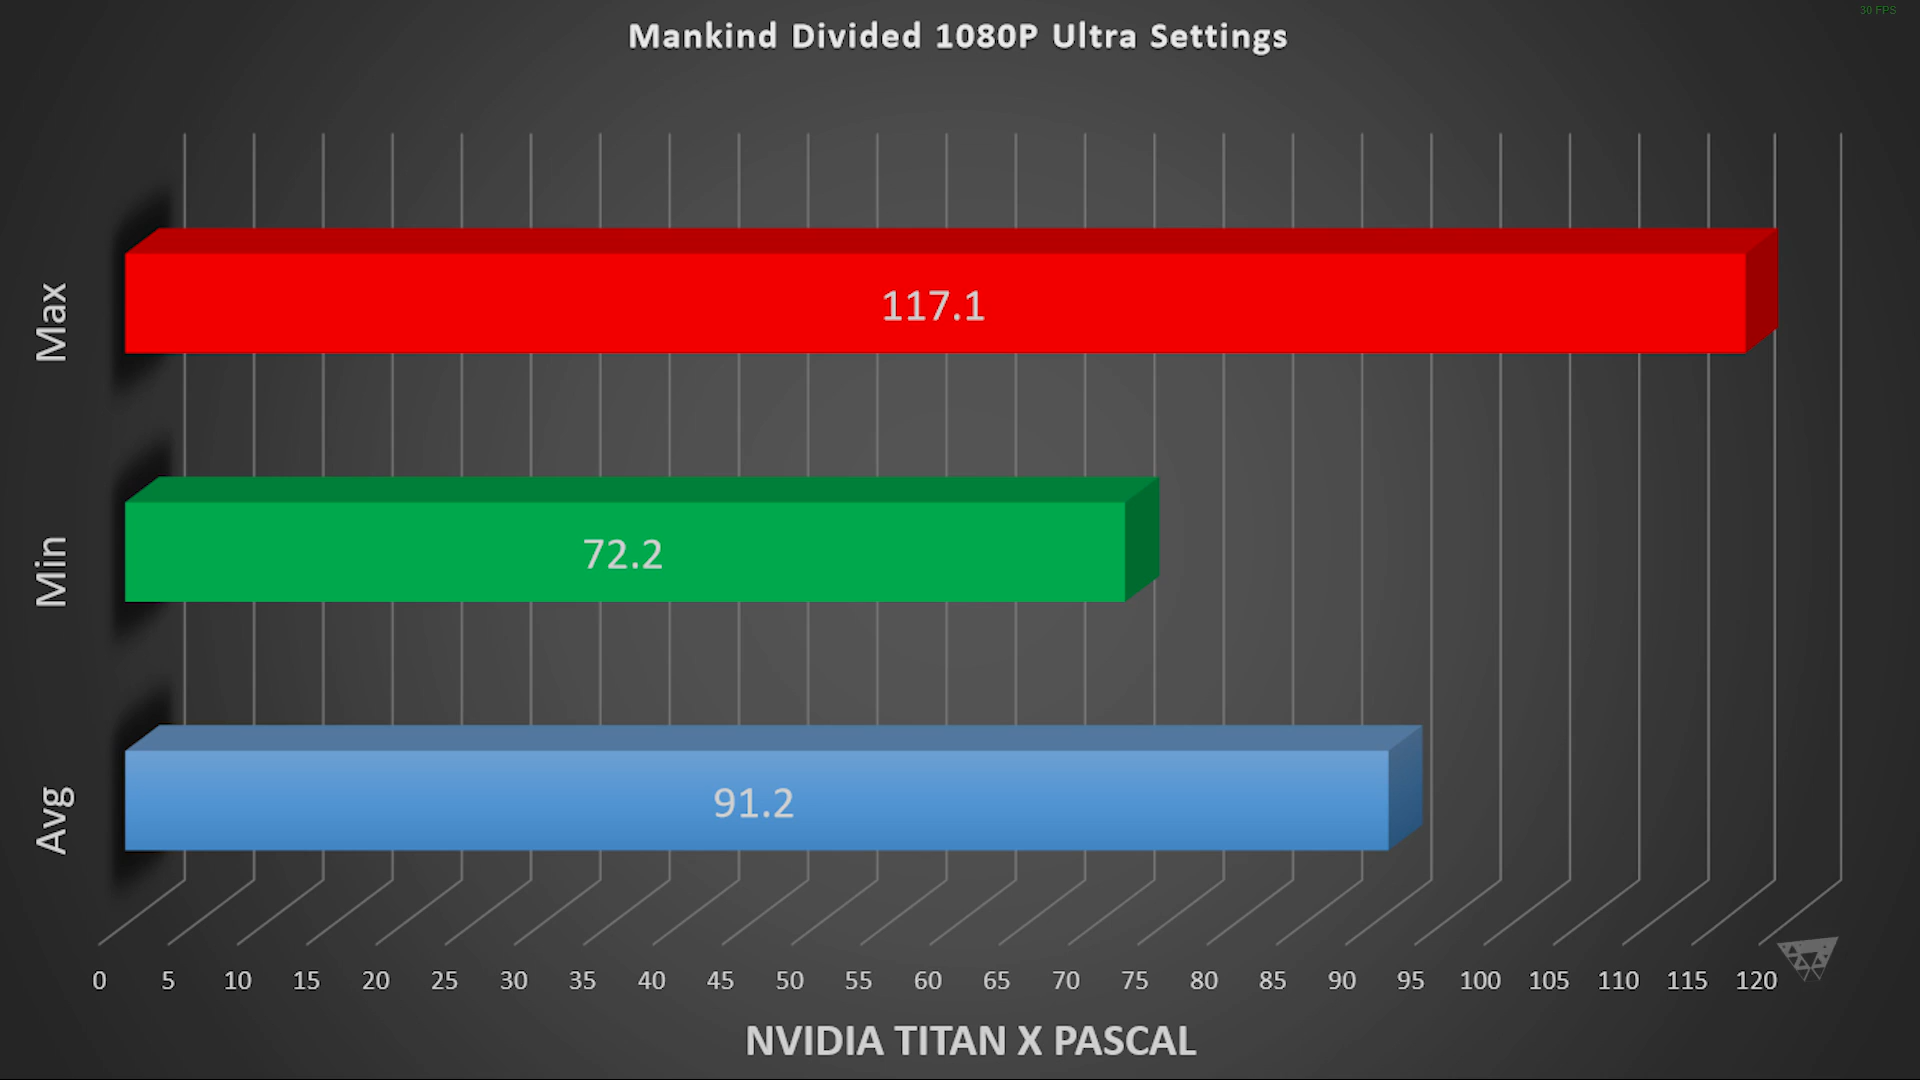 30 FPS
Mankind Divided 1080P Ultra Settings
Max
117.1
Min
72.2
Avg
91.2
0 5 10 15 20 25 30 35 40 45 50 55 60 65 70 75 80 85 90 95 100 105 110 115 120
NVIDIA TITAN X PASCAL